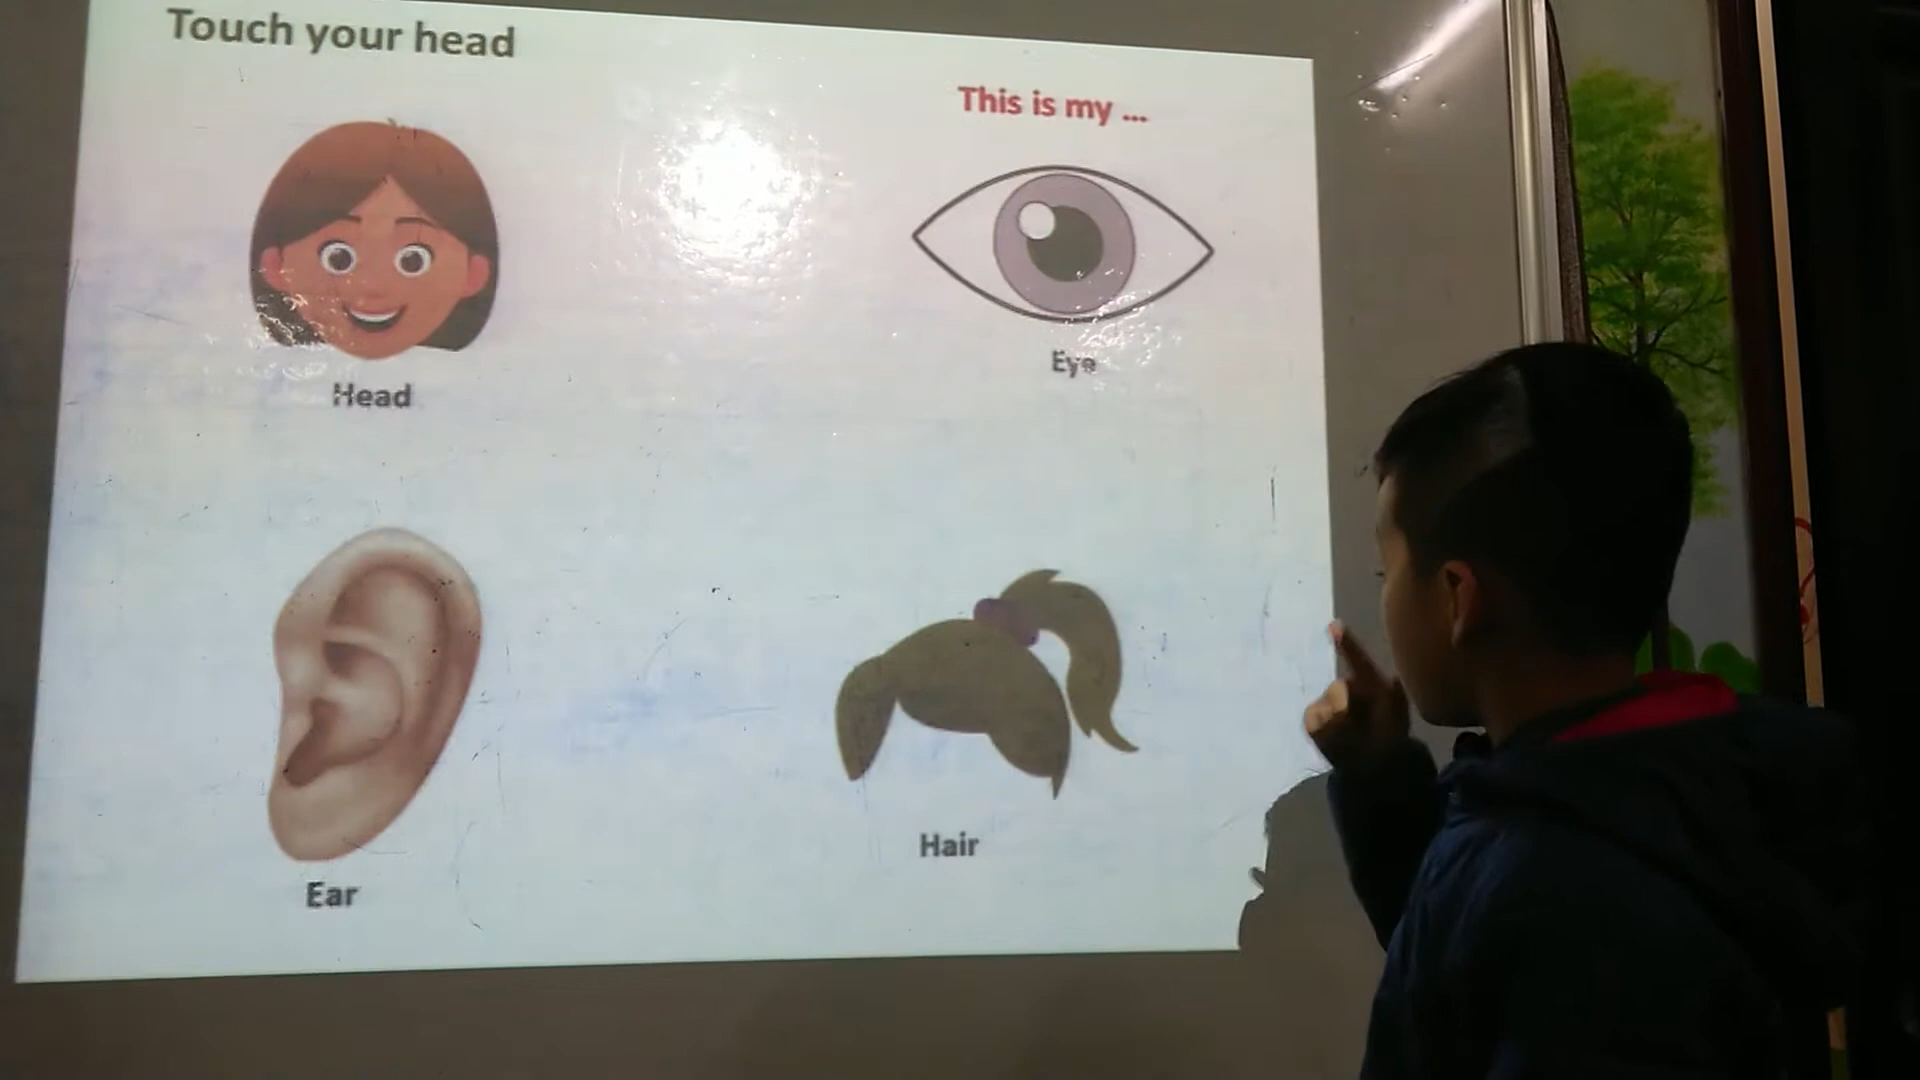 Touch your head
This is my ...
Head
Eye
Ear
Hair